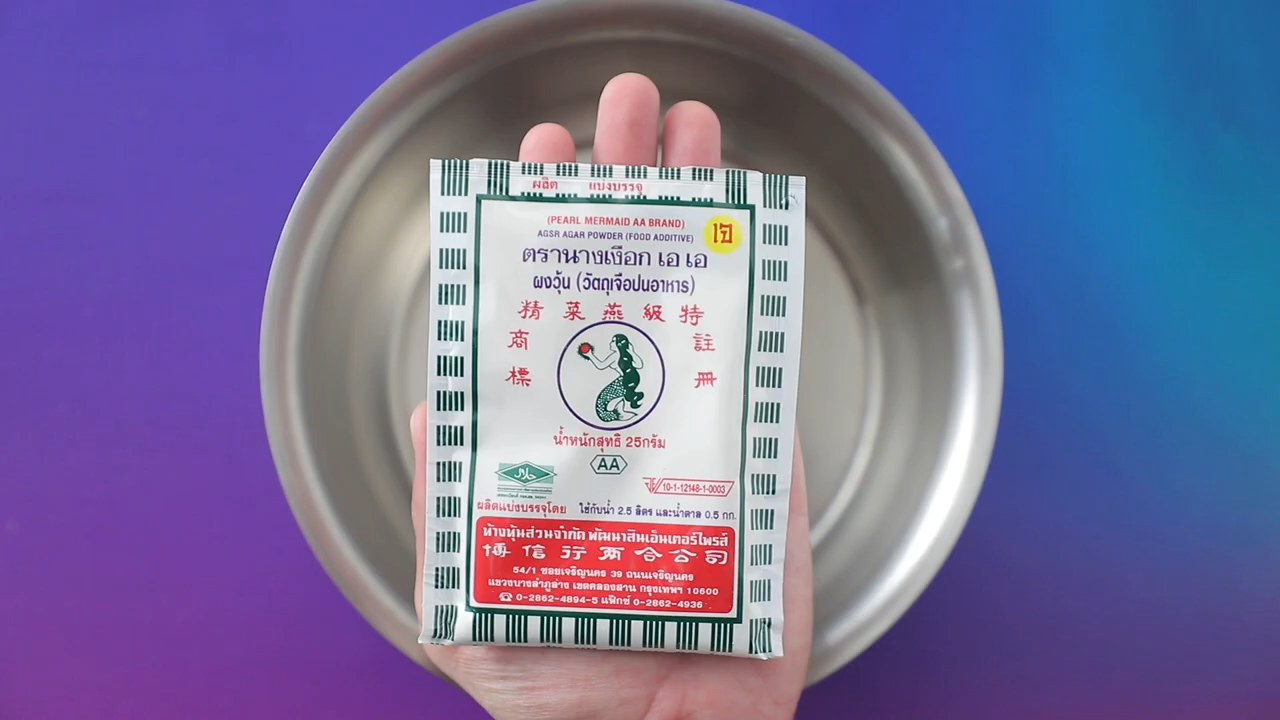 ผลิต แบ่งบรรจุ
(PEARL MERMAID AA BRAND)
เจ
AGSR AGAR POWDER (FOOD ADDITIVE)
ตรานางเงือก เอ เอ
ผงวุ้น (วัตถุเจือปนอาหาร)
精 菜 燕 級 特
商 註
標 冊
น้ำหนักสุทธิ 25กรัม
AA
10-1-12148-1-0003
ผลิตแบ่งบรรจุโดย ใช้กับน้ำ 2.5 ลิตร และน้ำตาล 0.5 กก.
ห้างหุ้นส่วนจำกัด พัฒนาสินเอ็นเตอร์ไพรส์
博 信 行 兩 合 公 司
54/1 ซอยเจริญนคร 39 ถนนเจริญนคร
แขวงบางลำภูล่าง เขตคลองสาน กรุงเทพฯ 10600
☎ 0-2862-4894-5 แฟ็กซ์ 0-2862-4936